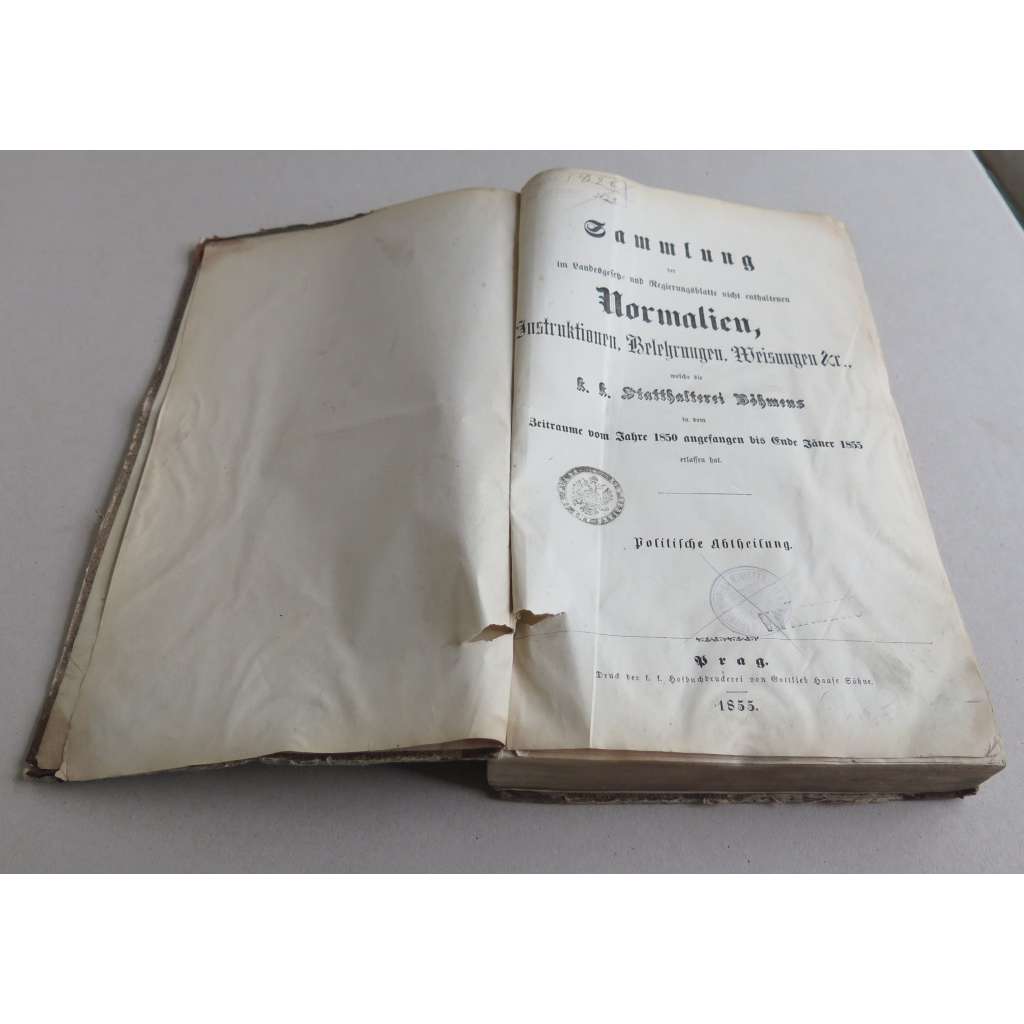 Sammlung
der
im Landesgesetz- und Regierungsblatte nicht enthaltenen
Normalien,
Instruktionen, Belehrungen, Weisungen &c.,
welche die
k. k. Statthalterei Böhmens
in dem
Zeitraume vom Jahre 1850 angefangen bis Ende Jäner 1855
erlassen hat.
Politische Abtheilung.
Prag.
Druck der k. k. Hofbuchdruckerei von Gottlieb Haase Söhne.
1855.